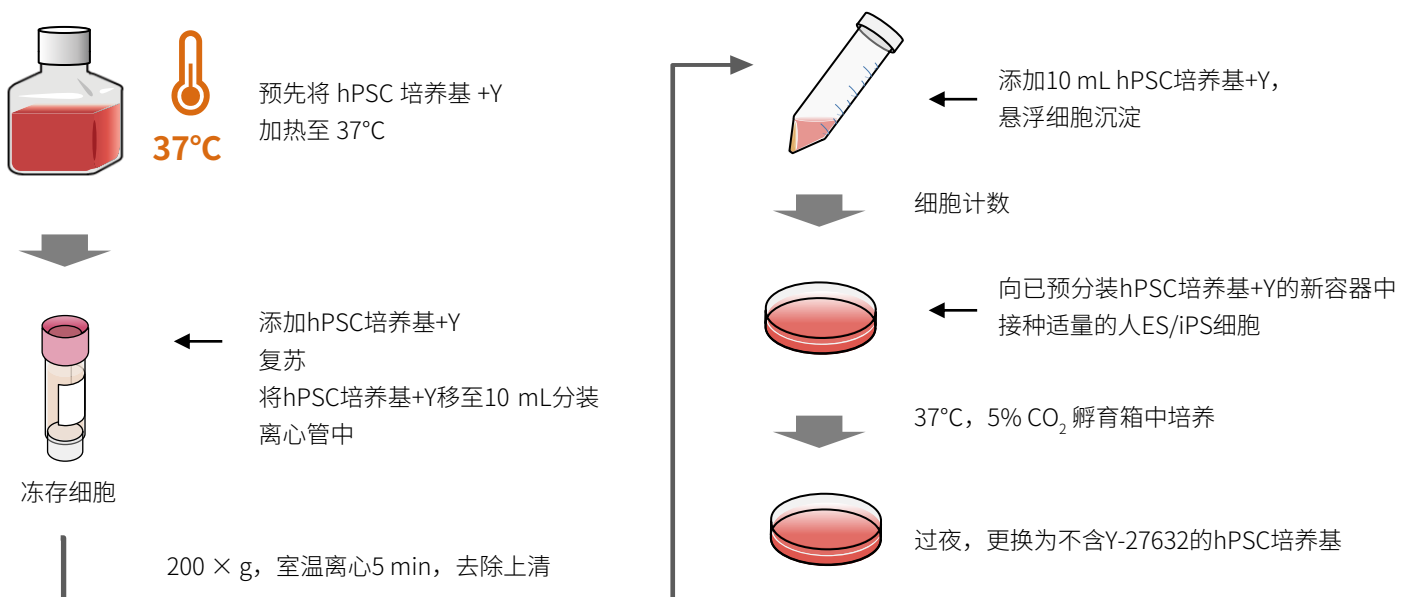 37°C
预先将 hPSC 培养基 +Y
加热至 37°C
添加hPSC培养基+Y
复苏
将hPSC培养基+Y移至10 mL分装
离心管中
冻存细胞
200 × g，室温离心5 min，去除上清
添加10 mL hPSC培养基+Y，
悬浮细胞沉淀
细胞计数
向已预分装hPSC培养基+Y的新容器中
接种适量的人ES/iPS细胞
37°C，5% CO₂ 孵育箱中培养
过夜，更换为不含Y-27632的hPSC培养基